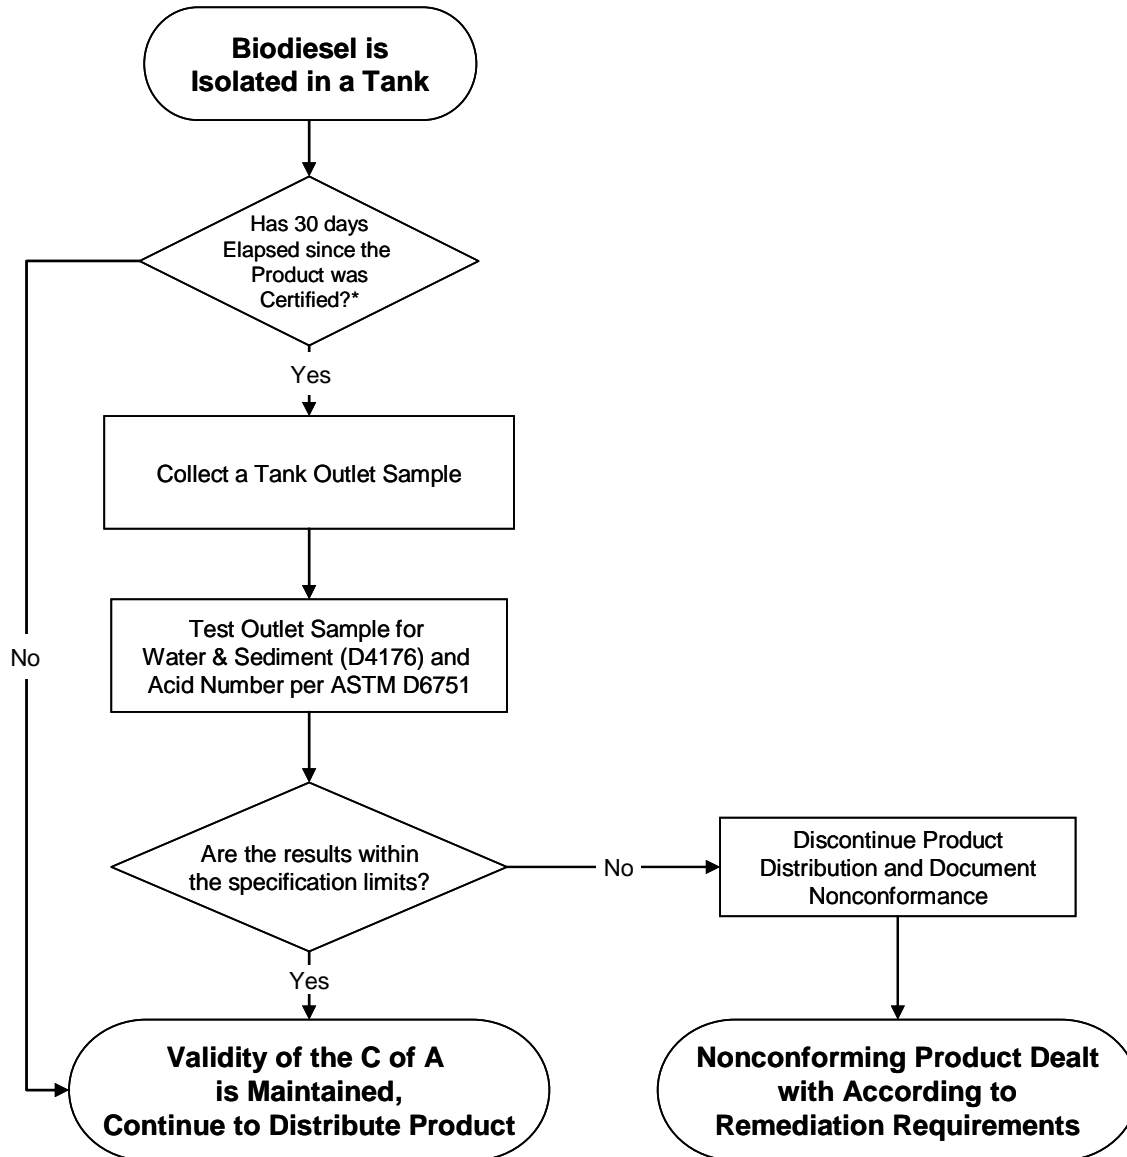 Biodiesel is
Isolated in a Tank
Has 30 days
Elapsed since the
Product was
Certified?*
Yes
Collect a Tank Outlet Sample
Test Outlet Sample for
Water & Sediment (D4176) and
Acid Number per ASTM D6751
No
Are the results within
the specification limits?
No
Discontinue Product
Distribution and Document
Nonconformance
Yes
Validity of the C of A
is Maintained,
Continue to Distribute Product
Nonconforming Product Dealt
with According to
Remediation Requirements